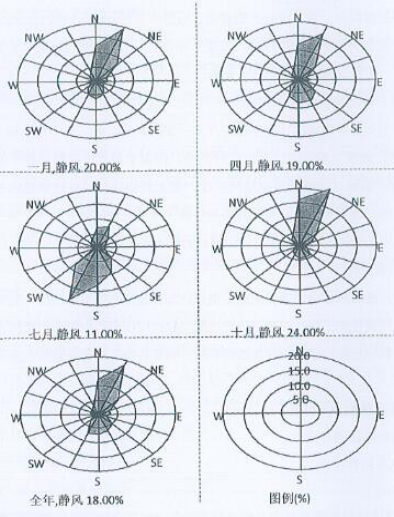 N
NW NE
W E
SW SE
S
一月,静风 20.00%
N
NW NE
W E
SW SE
S
四月,静风 19.00%
N
NW NE
W E
SW SE
S
七月,静风 11.00%
N
NW NE
W E
SW SE
S
十月,静风 24.00%
N
NW NE
W E
SW SE
S
全年,静风 18.00%
N
20.0
15.0
10.0
5.0
W E
S
图例(%)